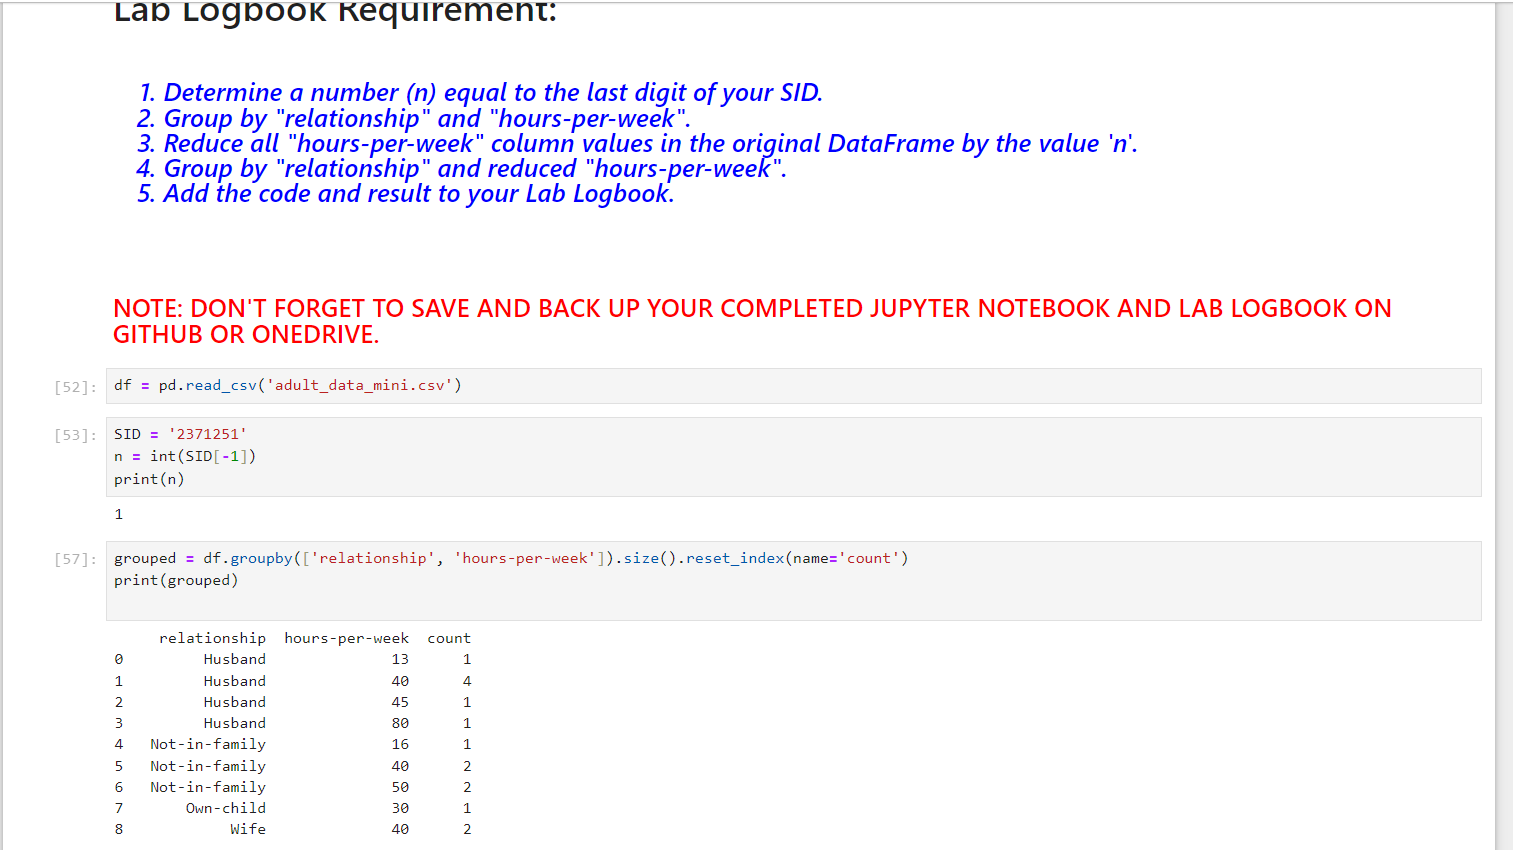 Lab Logbook Requirement:
1. Determine a number (n) equal to the last digit of your SID.
2. Group by "relationship" and "hours-per-week".
3. Reduce all "hours-per-week" column values in the original DataFrame by the value 'n'.
4. Group by "relationship" and reduced "hours-per-week".
5. Add the code and result to your Lab Logbook.
NOTE: DON'T FORGET TO SAVE AND BACK UP YOUR COMPLETED JUPYTER NOTEBOOK AND LAB LOGBOOK ON
GITHUB OR ONEDRIVE.
[52]: df = pd.read_csv('adult_data_mini.csv')
[53]: SID = '2371251'
n = int(SID[-1])
print(n)
1
[57]: grouped = df.groupby(['relationship', 'hours-per-week']).size().reset_index(name='count')
print(grouped)
relationship hours-per-week count
0 Husband 13 1
1 Husband 40 4
2 Husband 45 1
3 Husband 80 1
4 Not-in-family 16 1
5 Not-in-family 40 2
6 Not-in-family 50 2
7 Own-child 30 1
8 Wife 40 2